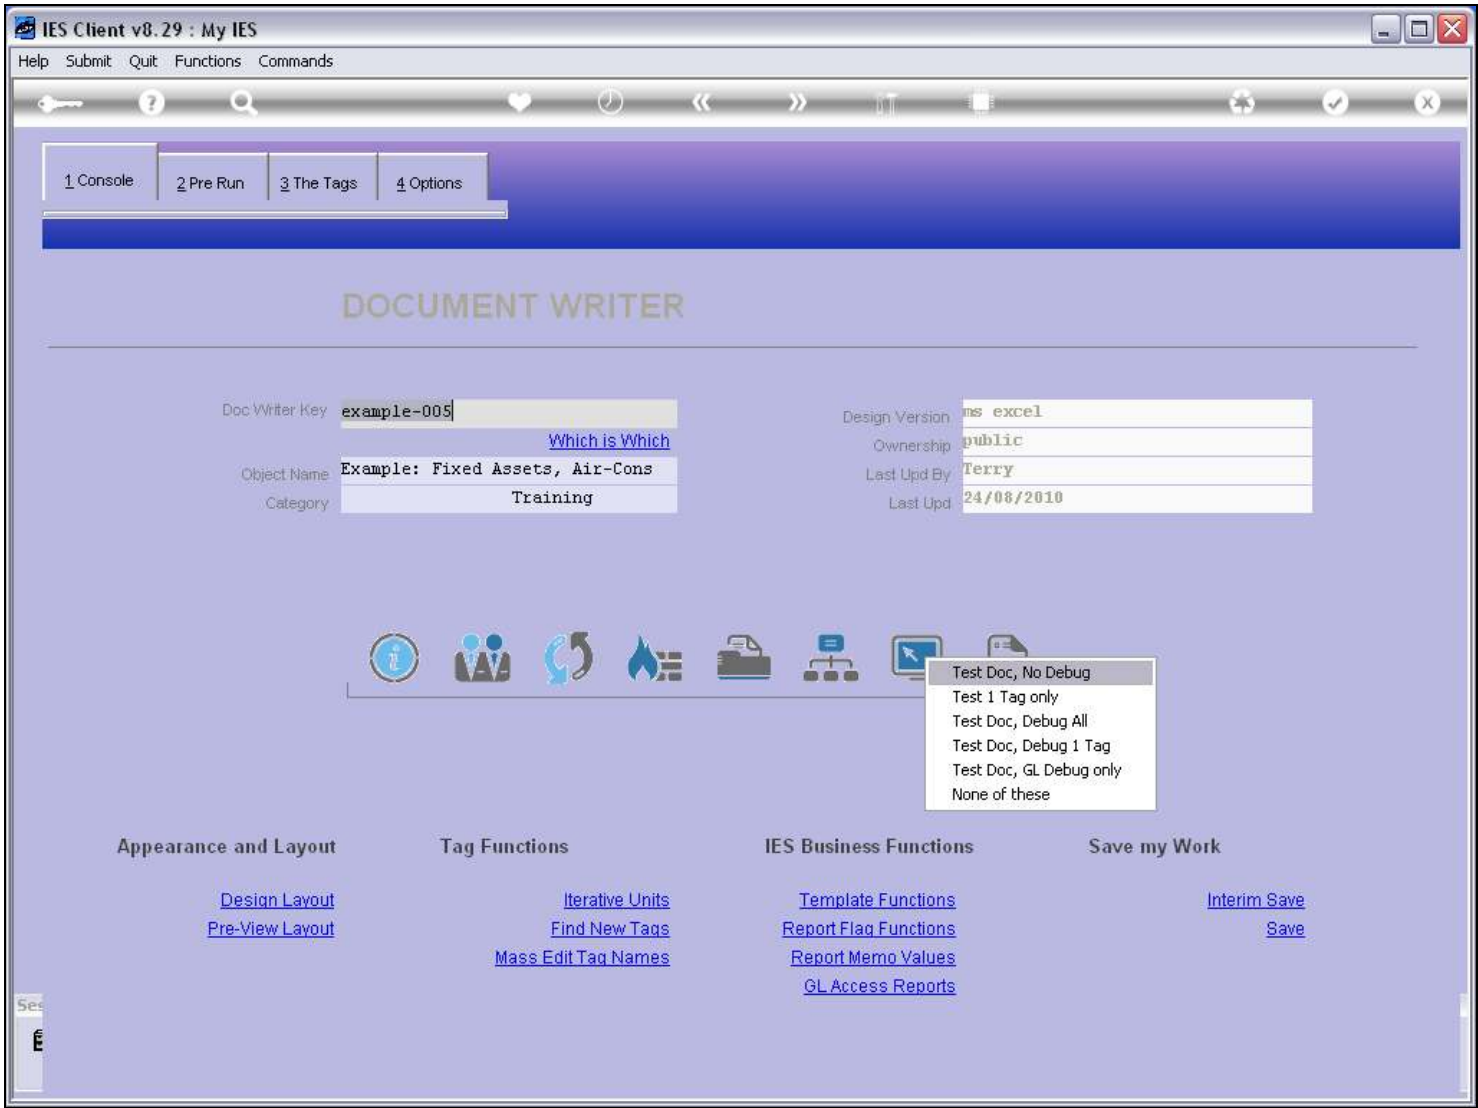 IES Client v8.29 : My IES
Help Submit Quit Functions Commands
1 Console
2 Pre Run
3 The Tags
4 Options
DOCUMENT WRITER
Doc Writer Key example-005
Which is Which
Object Name Example: Fixed Assets, Air-Cons
Category Training
Design Version ms excel
Ownership public
Last Upd By Terry
Last Upd 24/08/2010
Test Doc, No Debug
Test 1 Tag only
Test Doc, Debug All
Test Doc, Debug 1 Tag
Test Doc, GL Debug only
None of these
Appearance and Layout
Design Layout
Pre-View Layout
Tag Functions
Iterative Units
Find New Tags
Mass Edit Tag Names
IES Business Functions
Template Functions
Report Flag Functions
Report Memo Values
GL Access Reports
Save my Work
Interim Save
Save